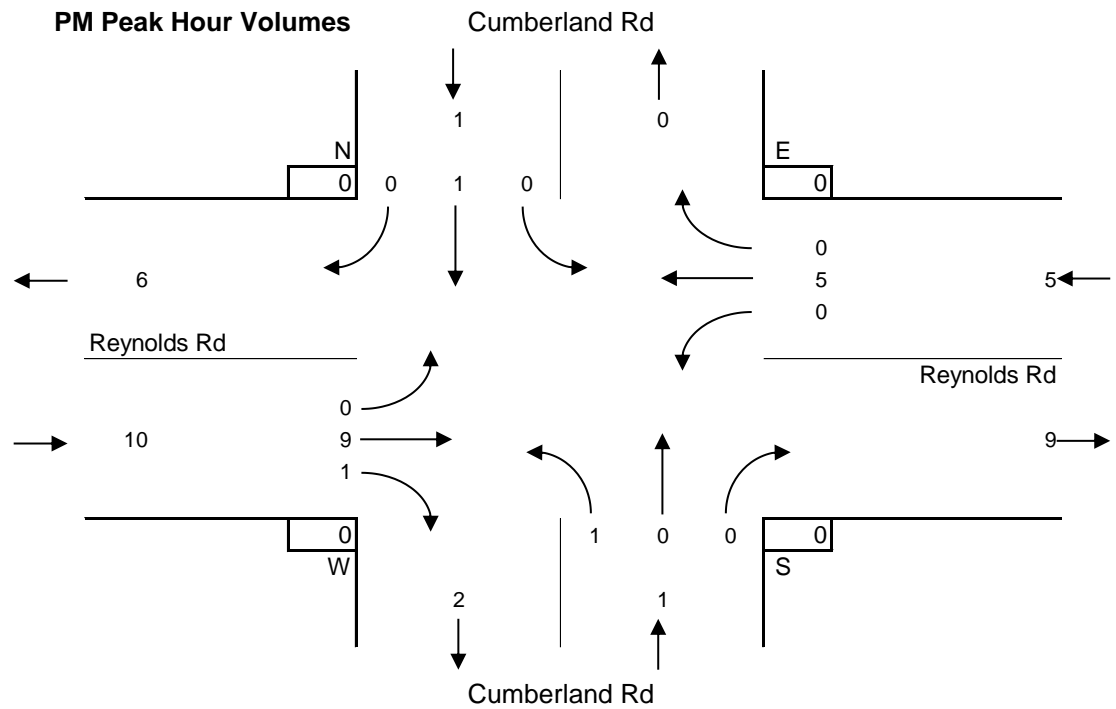 PM Peak Hour Volumes
Cumberland Rd
1 0
N E
0 0 1 0 0
0
6 5 5
0
Reynolds Rd
Reynolds Rd
0
10 9 9
1
0 1 0 0 0
W S
2 1
Cumberland Rd